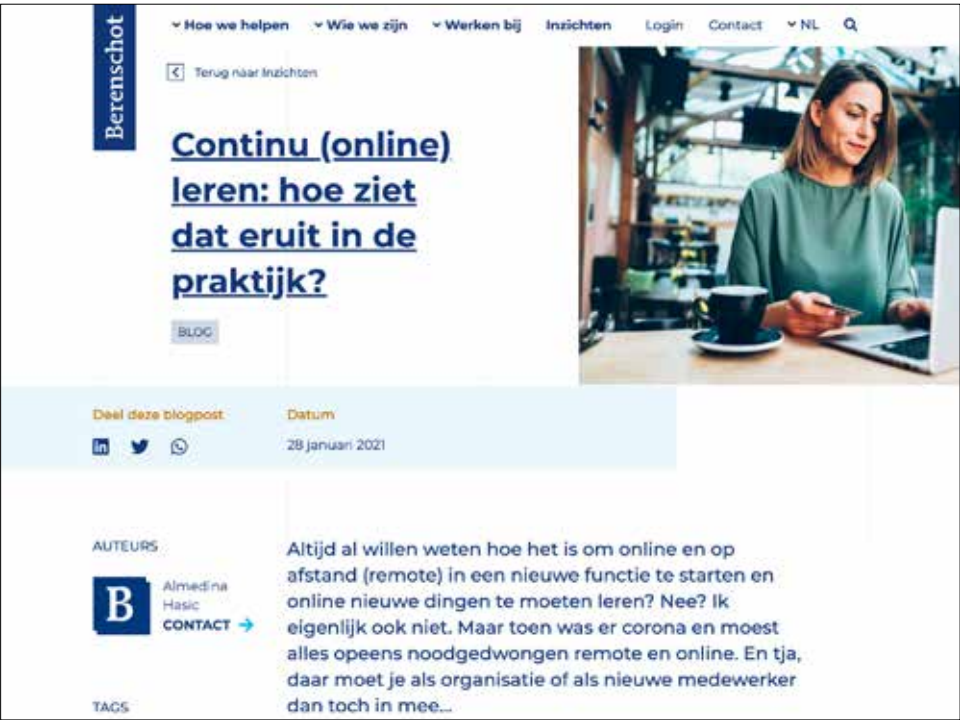 Berenschot
Hoe we helpen Wie we zijn Werken bij Inzichten Login Contact NL
Terug naar Inzichten
Continu (online)
leren: hoe ziet
dat eruit in de
praktijk?
BLOG
Deel deze blogpost Datum
28 januari 2021
AUTEURS
B
Almedina
Hasic
CONTACT →
Altijd al willen weten hoe het is om online en op
afstand (remote) in een nieuwe functie te starten en
online nieuwe dingen te moeten leren? Nee? Ik
eigenlijk ook niet. Maar toen was er corona en moest
alles opeens noodgedwongen remote en online. En tja,
daar moet je als organisatie of als nieuwe medewerker
dan toch in mee...
TAGS